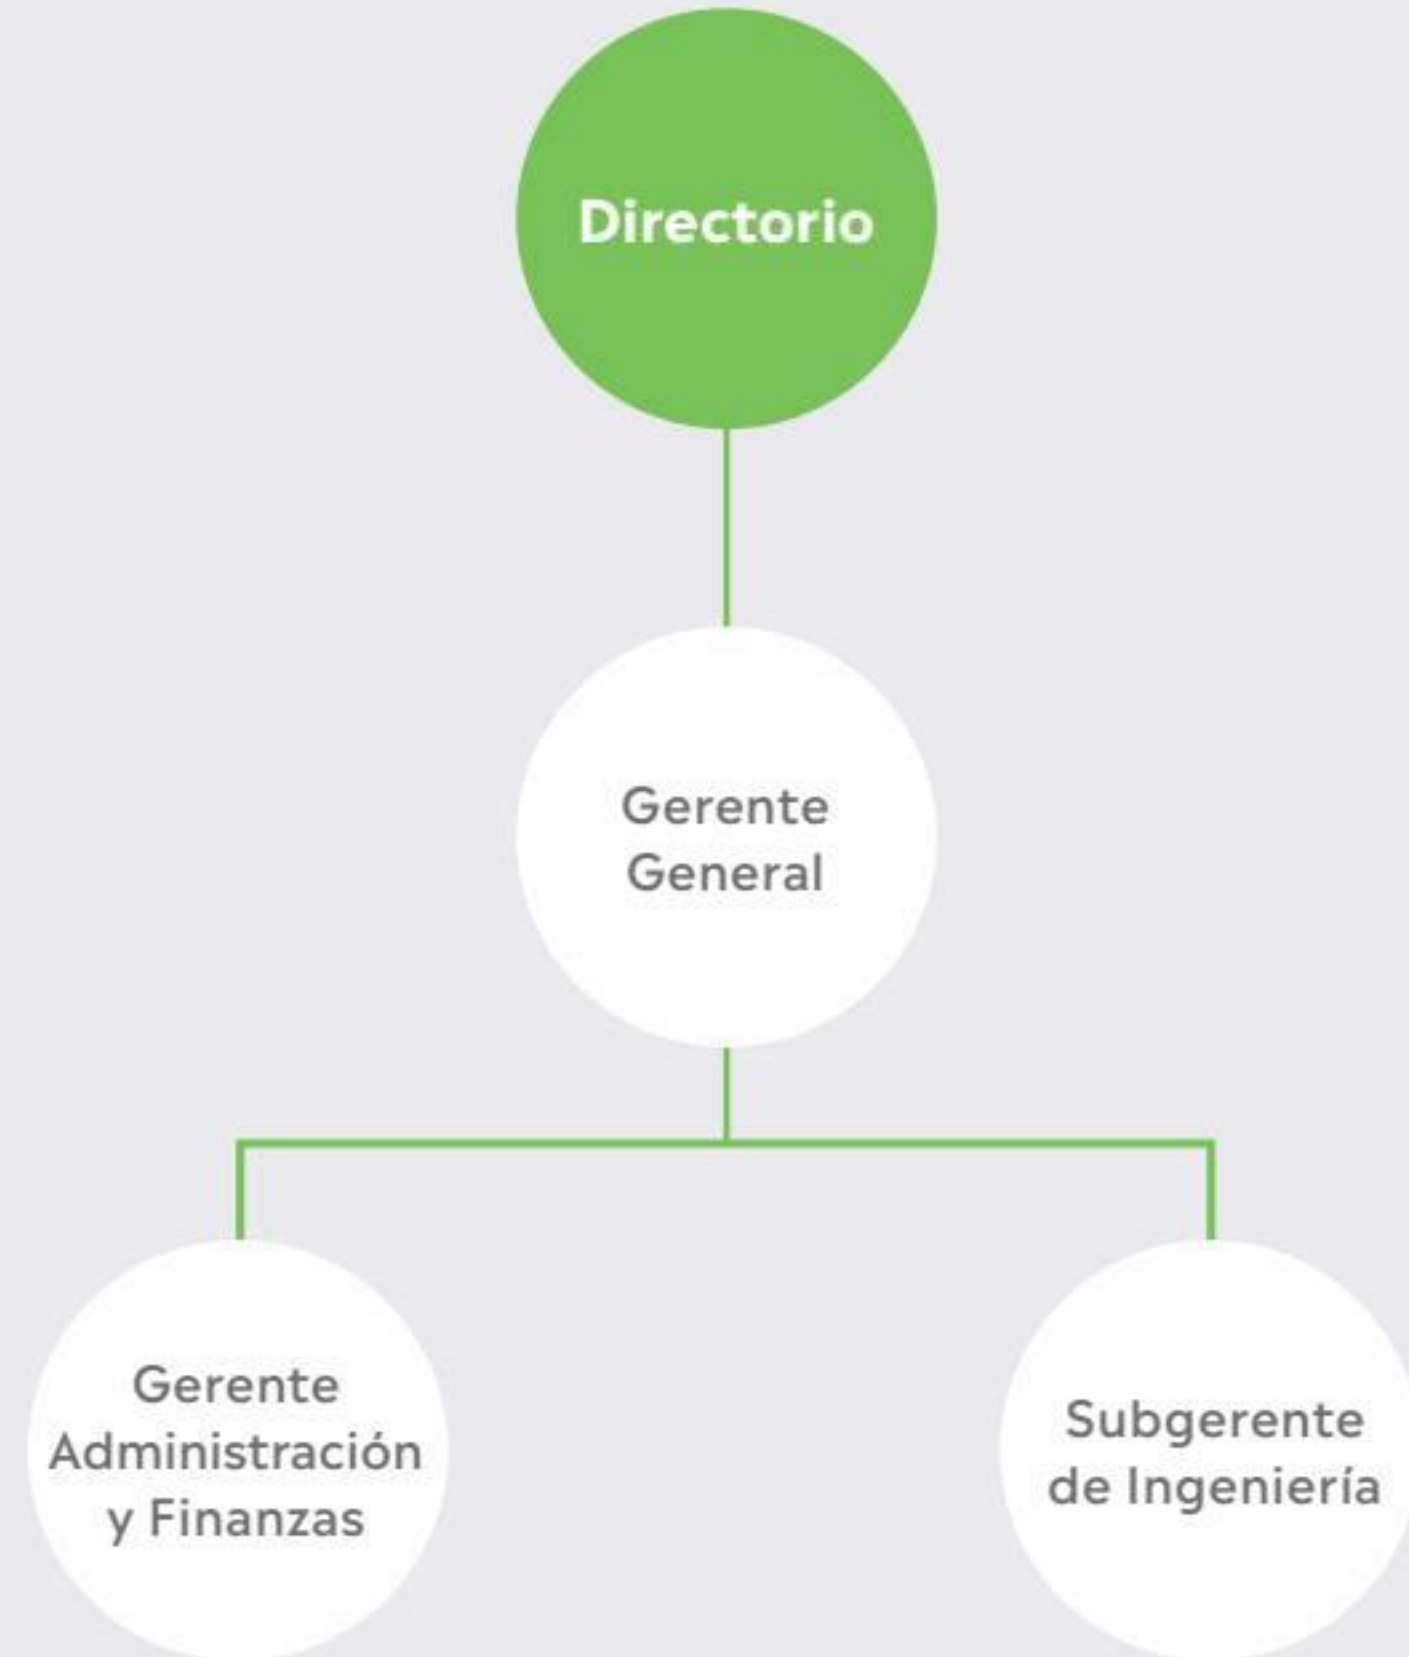 Directorio
Gerente
General
Gerente
Administración
y Finanzas
Subgerente
de Ingeniería